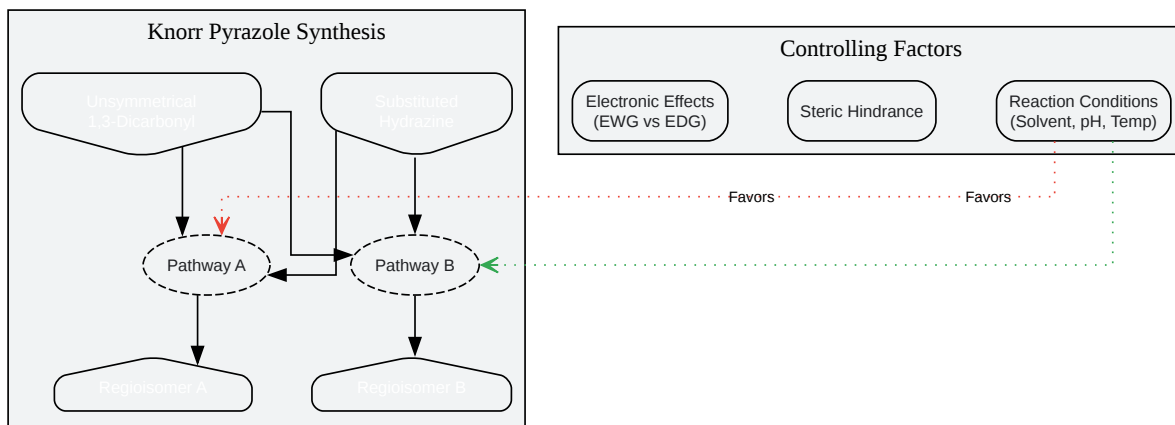 Knorr Pyrazole Synthesis
Unsymmetrical
1,3-Dicarbonyl
Substituted
Hydrazine
Pathway A
Pathway B
Regioisomer A
Regioisomer B
Controlling Factors
Electronic Effects
(EWG vs EDG)
Steric Hindrance
Reaction Conditions
(Solvent, pH, Temp)
Favors
Favors